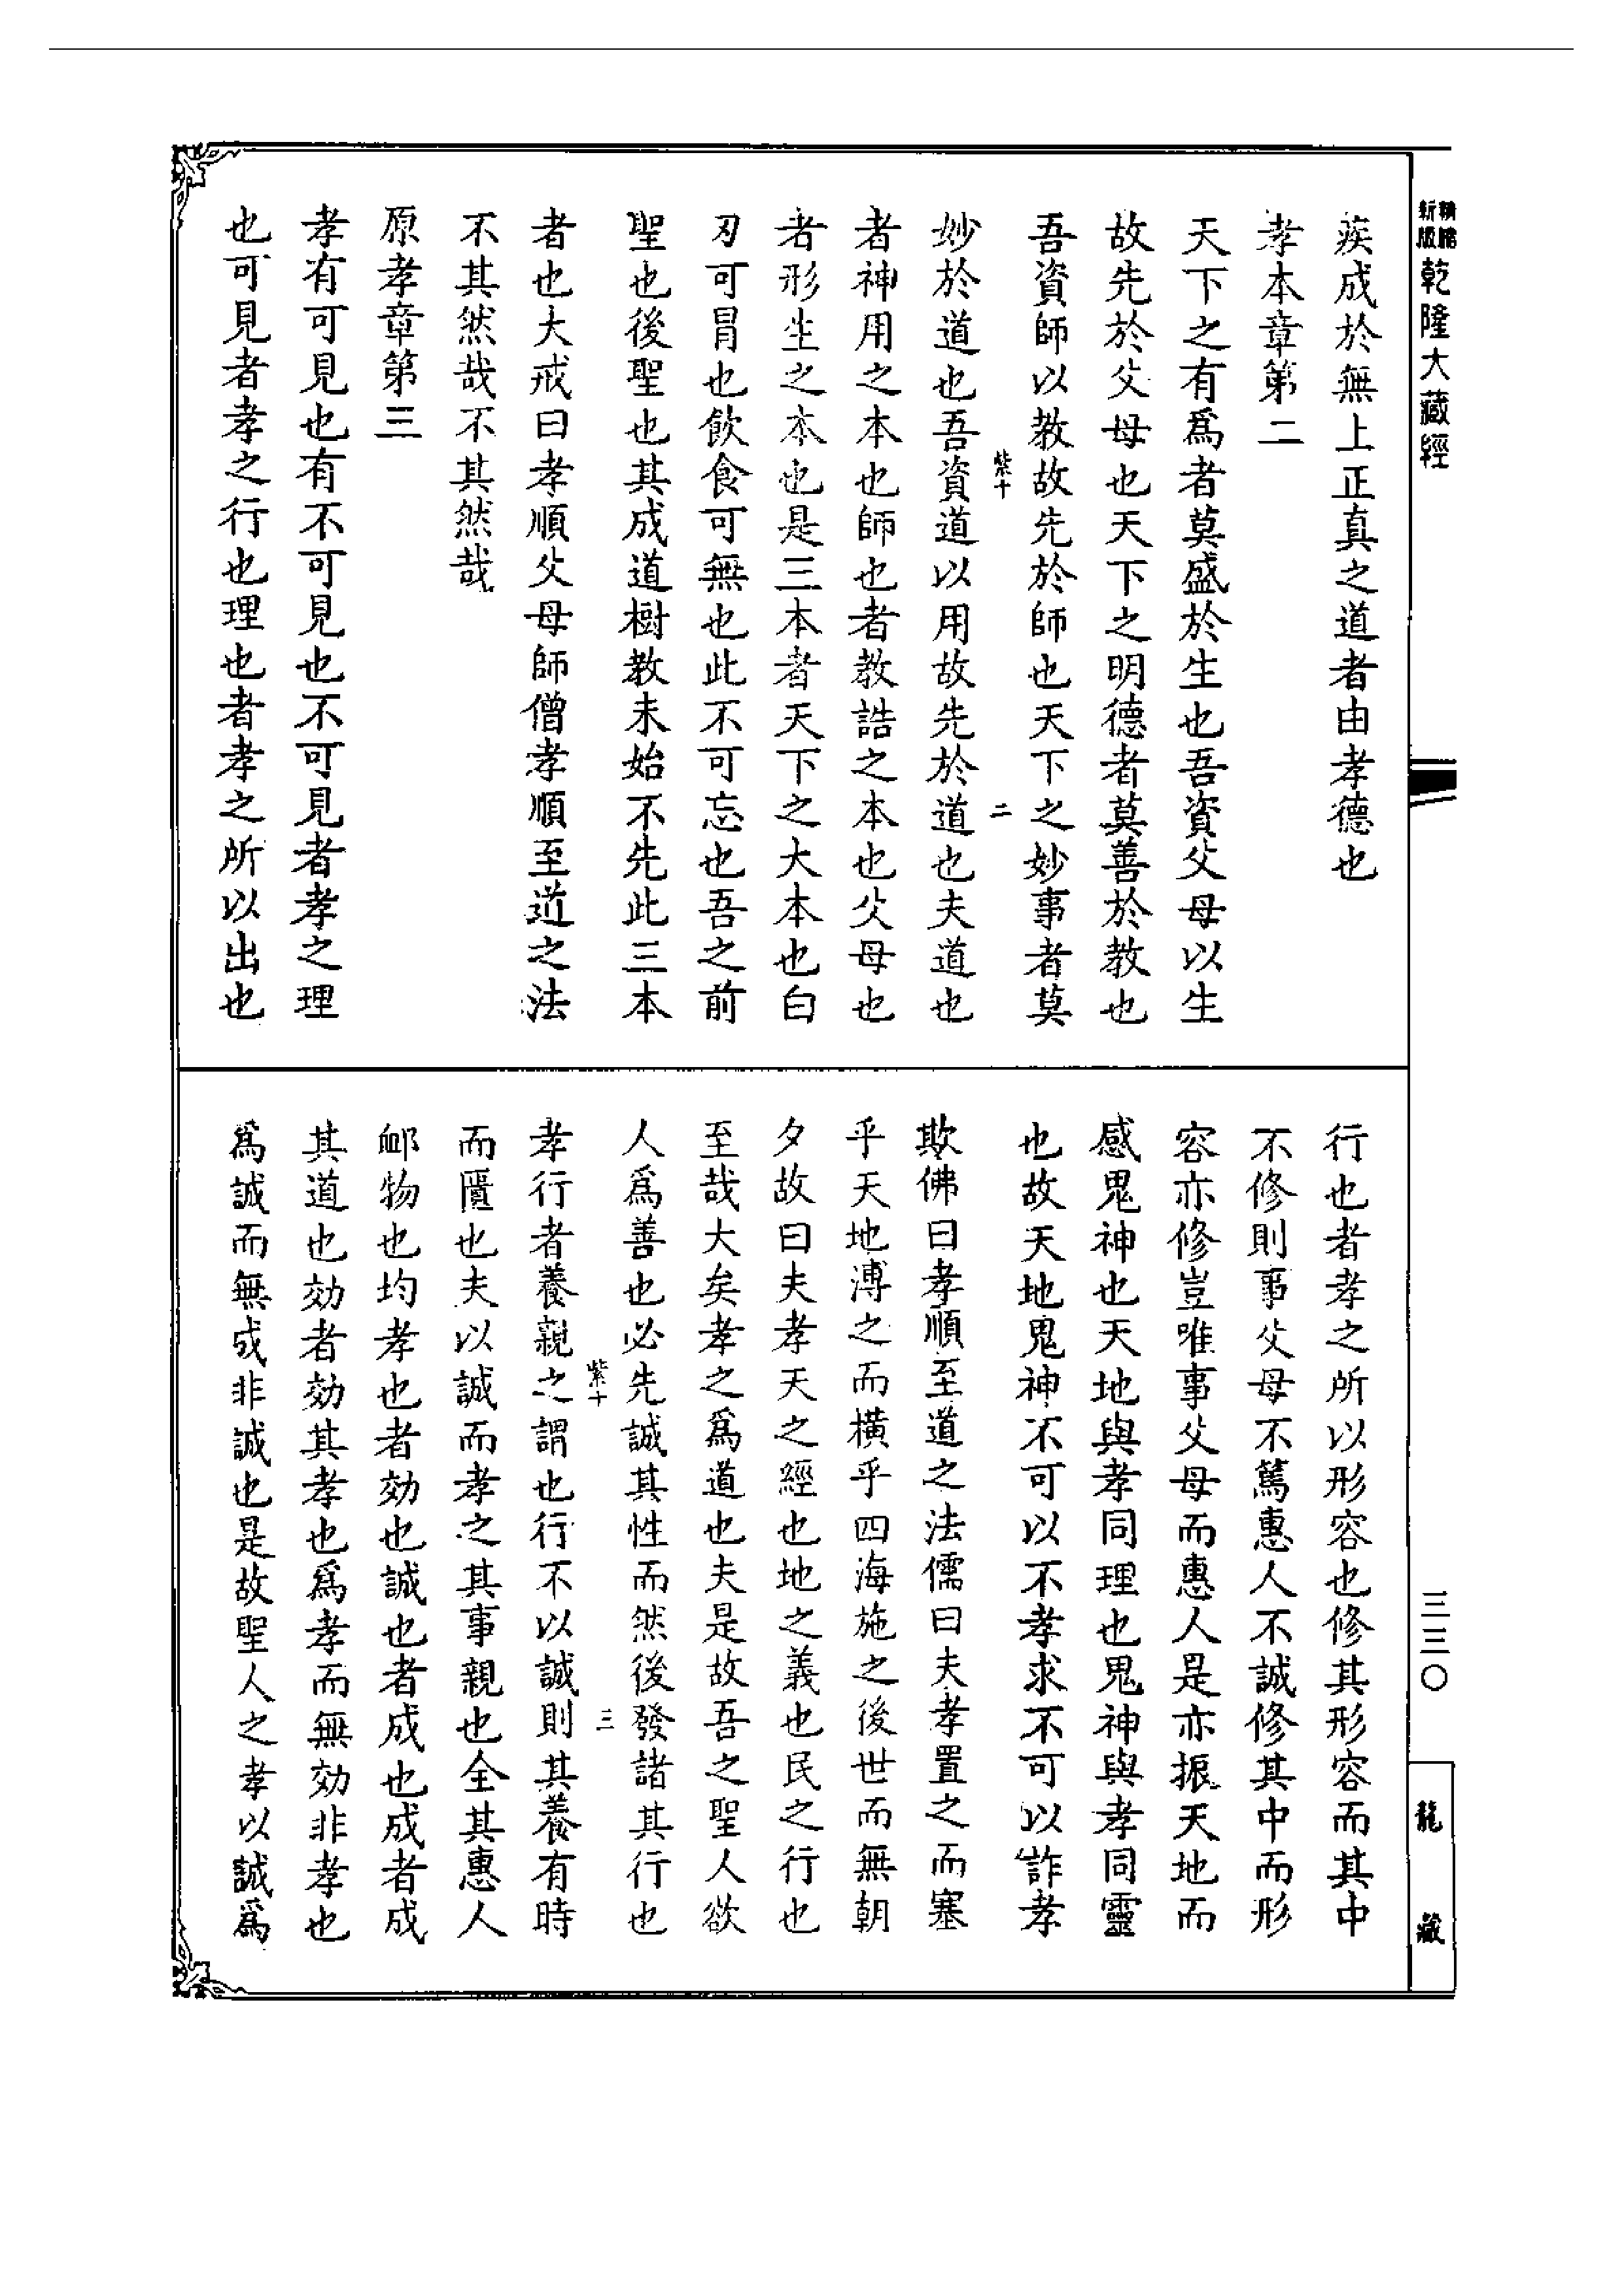 新版
精縮
乾隆大藏經
疾成於無上正真之道者由孝德也
孝本章第二
天下之有爲者莫盛於生也吾資父母以生
故先於父母也天下之明德者莫善於教也
吾資師以教故先於師也天下之妙事者莫
紫十
二
妙於道也吾資道以用故先於道也夫道也
者神用之本也師也者教誥之本也父母也
者形生之本也是三本者天下之大本也白
刃可冒也飲食可無也此不可忘也吾之前
聖也後聖也其成道樹教未始不先此三本
者也大戒曰孝順父母師僧孝順至道之法
不其然哉不其然哉
原孝章第三
孝有可見也有不可見也不可見者孝之理
也可見者孝之行也理也者孝之所以出也
行也者孝之所以形容也修其形容而其中
不修則事父母不篤惠人不誠修其中而形
容亦修豈唯事父母而惠人是亦振天地而
感鬼神也天地與孝同理也鬼神與孝同靈
也故天地鬼神不可以不孝求不可以詐孝
欺佛曰孝順至道之法儒曰夫孝置之而塞
乎天地溥之而橫乎四海施之後世而無朝
夕故曰夫孝天之經也地之義也民之行也
至哉大矣孝之爲道也夫是故吾之聖人欲
人爲善也必先誠其性而然後發諸其行也
紫十
三
孝行者養親之謂也行不以誠則其養有時
而匱也夫以誠而孝之其事親也全其惠人
䘏物也均孝也者効也誠也者成也成者成
其道也効者効其孝也爲孝而無効非孝也
爲誠而無成非誠也是故聖人之孝以誠爲
三三〇
龍藏